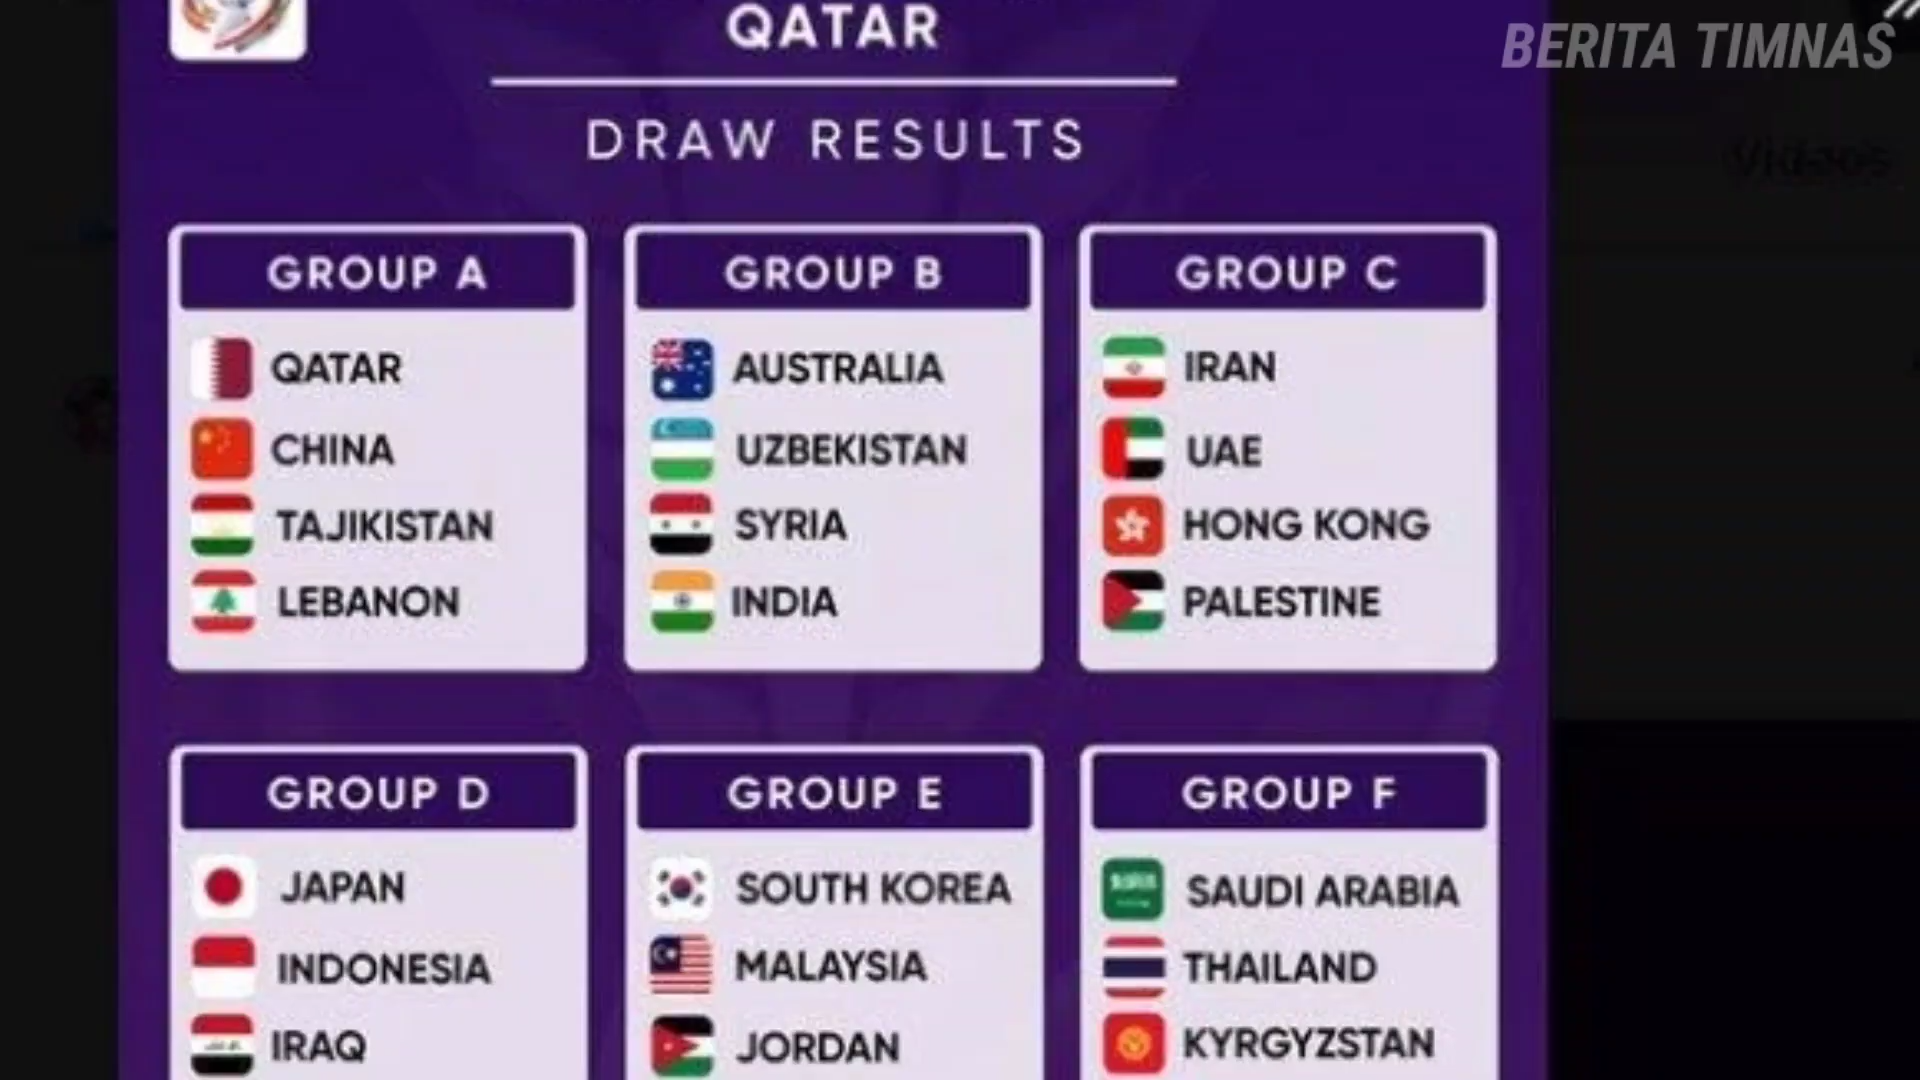 BERITA TIMNAS
QATAR
DRAW RESULTS
Videos
GROUP A
QATAR
CHINA
TAJIKISTAN
LEBANON
GROUP B
AUSTRALIA
UZBEKISTAN
SYRIA
INDIA
GROUP C
IRAN
UAE
HONG KONG
PALESTINE
GROUP D
JAPAN
INDONESIA
IRAQ
GROUP E
SOUTH KOREA
MALAYSIA
JORDAN
GROUP F
SAUDI ARABIA
THAILAND
KYRGYZSTAN